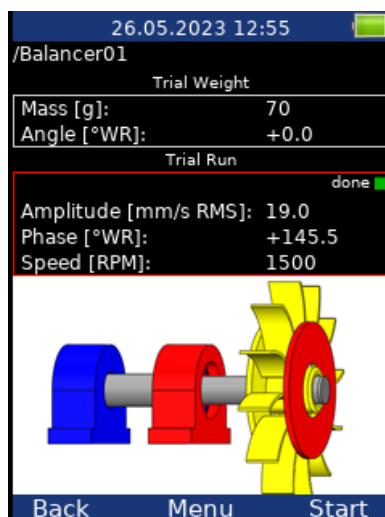 26.05.2023 12:55
/Balancer01
Trial Weight
Mass [g]: 70
Angle [°WR]: +0.0
Trial Run
done
Amplitude [mm/s RMS]: 19.0
Phase [°WR]: +145.5
Speed [RPM]: 1500
Back Menu Start